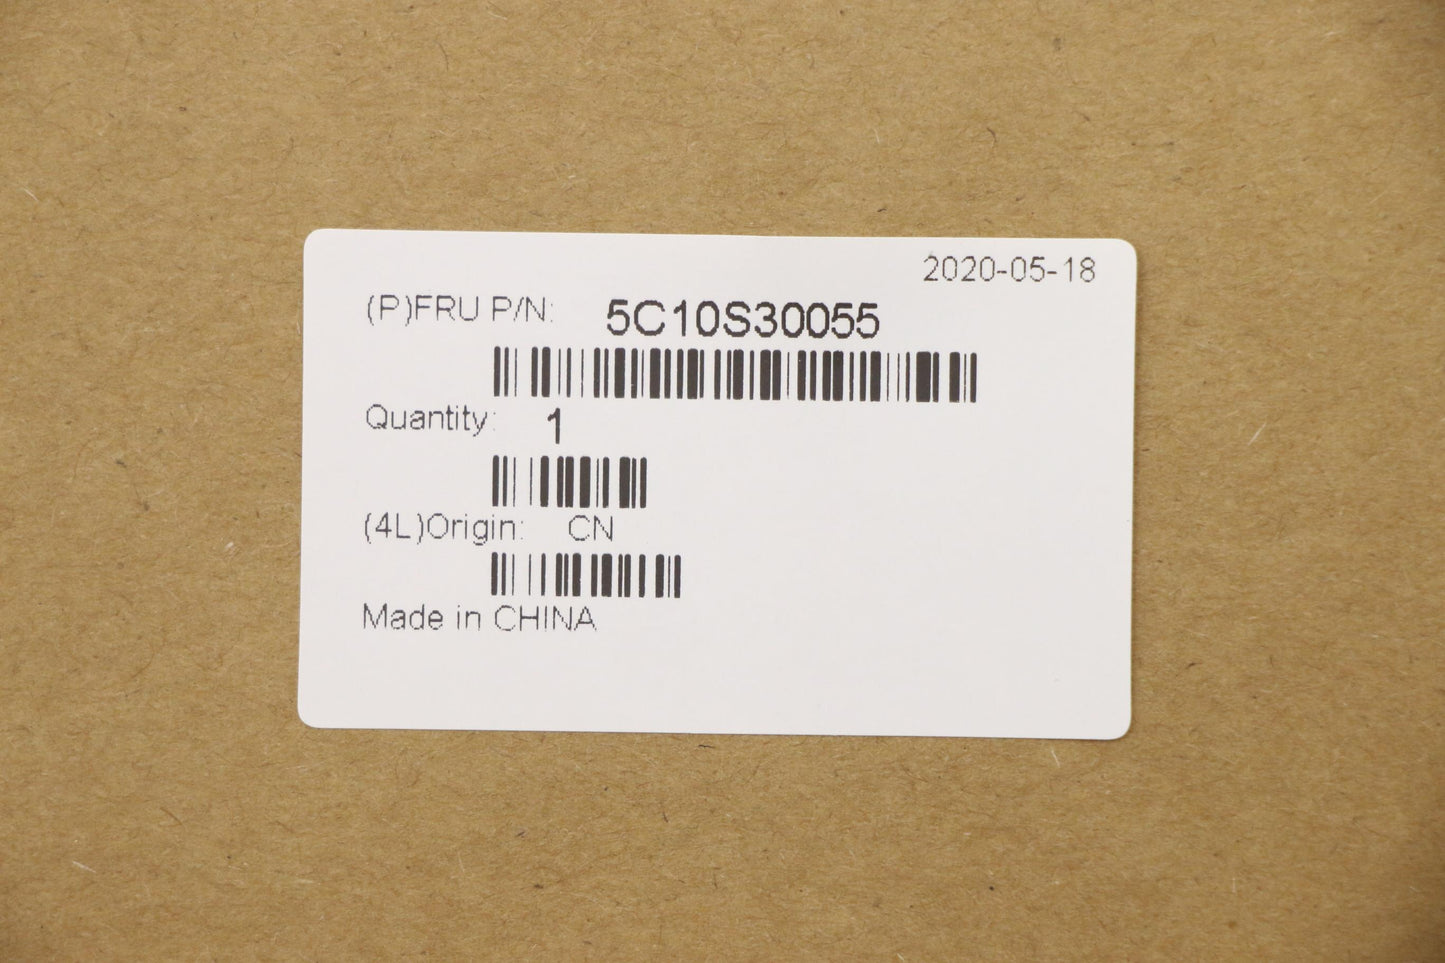 2020-05-18
(P)FRU P/N: 5C10S30055
Quantity: 1
(4L)Origin: CN
Made in CHINA